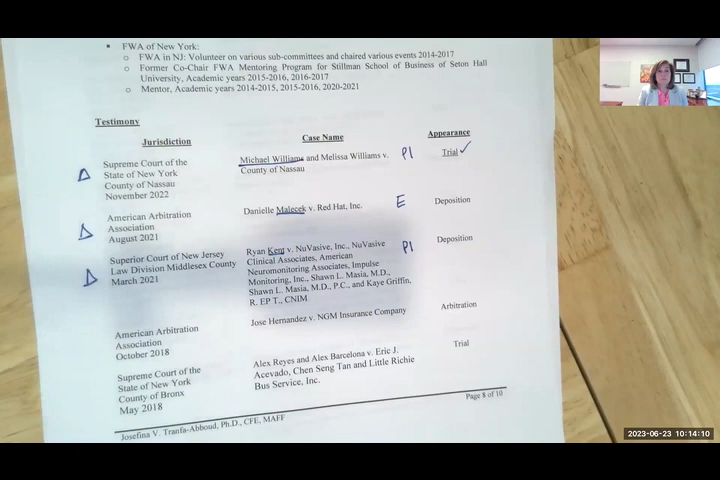 ▪ FWA of New York:
o FWA in NJ: Volunteer on various sub-committees and chaired various events 2014-2017
o Former Co-Chair FWA Mentoring Program for Stillman School of Business of Seton Hall
University, Academic years 2015-2016, 2016-2017
o Mentor, Academic years 2014-2015, 2015-2016, 2020-2021
Testimony
Jurisdiction Case Name Appearance
Δ Supreme Court of the
State of New York
County of Nassau
November 2022
Michael Williams and Melissa Williams v.
County of Nassau
PI Trial ✓
Δ American Arbitration
Association
August 2021
Danielle Malecek v. Red Hat, Inc.
E Deposition
Δ Superior Court of New Jersey
Law Division Middlesex County
March 2021
Ryan Kent v. NuVasive, Inc., NuVasive
Clinical Associates, American
Neuromonitoring Associates, Impulse
Monitoring, Inc., Shawn L. Masia, M.D.,
Shawn L. Masia, M.D., P.C., and Kaye Griffin,
R. EP T., CNIM
PI Deposition
American Arbitration
Association
October 2018
Jose Hernandez v. NGM Insurance Company
Arbitration
Supreme Court of the
State of New York
County of Bronx
May 2018
Alex Reyes and Alex Barcelona v. Eric J.
Acevado, Chen Seng Tan and Little Richie
Bus Service, Inc.
Trial
Page 8 of 10
Josefina V. Tranfa-Abboud, Ph.D., CFE, MAFF
2023-06-23 10:14:10